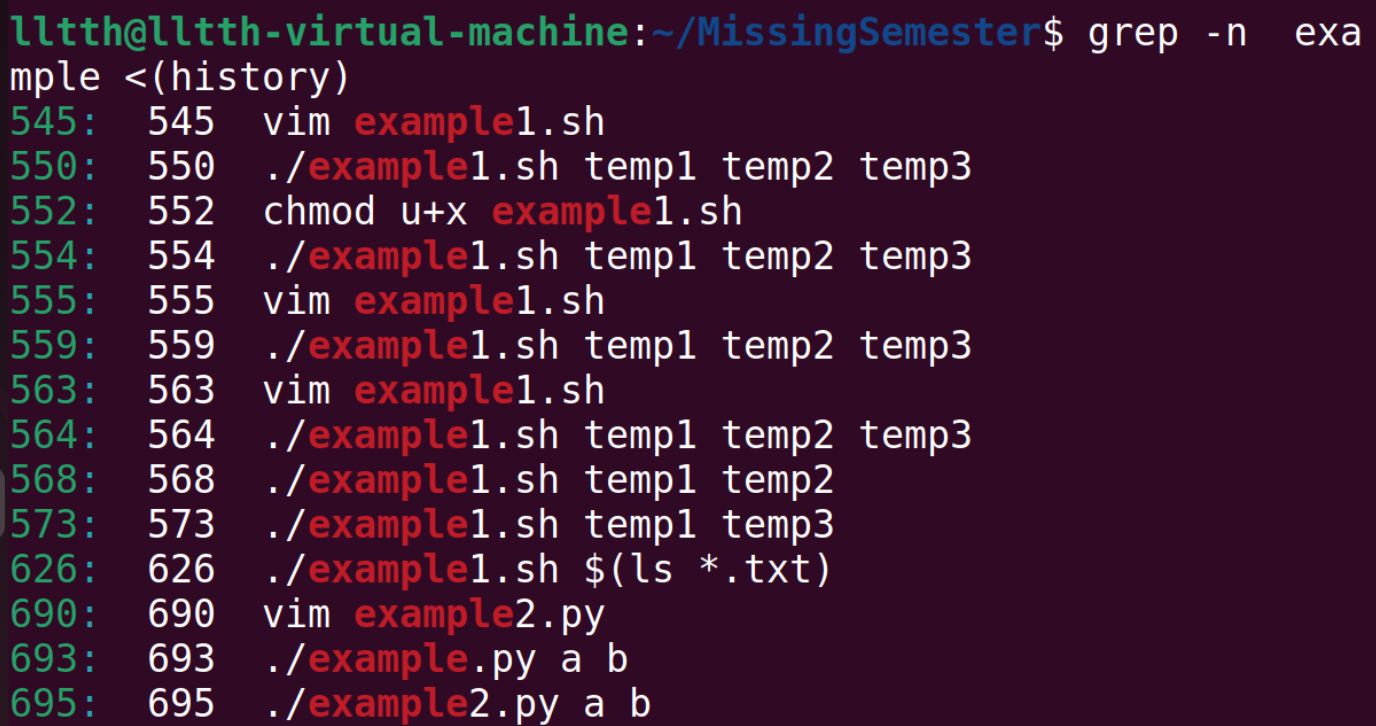 lltth@lltth-virtual-machine:~/MissingSemester$ grep -n  exa
mple <(history)
545:  545  vim example1.sh
550:  550  ./example1.sh temp1 temp2 temp3
552:  552  chmod u+x example1.sh
554:  554  ./example1.sh temp1 temp2 temp3
555:  555  vim example1.sh
559:  559  ./example1.sh temp1 temp2 temp3
563:  563  vim example1.sh
564:  564  ./example1.sh temp1 temp2 temp3
568:  568  ./example1.sh temp1 temp2
573:  573  ./example1.sh temp1 temp3
626:  626  ./example1.sh $(ls *.txt)
690:  690  vim example2.py
693:  693  ./example.py a b
695:  695  ./example2.py a b